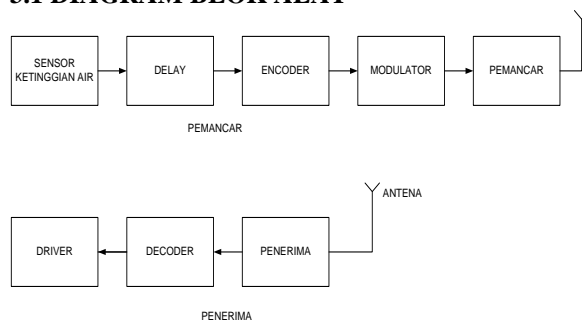 3.1 DIAGRAM BLOK ALAT
SENSOR
KETINGGIAN AIR
DELAY
ENCODER
MODULATOR
PEMANCAR
PEMANCAR
ANTENA
DRIVER
DECODER
PENERIMA
PENERIMA